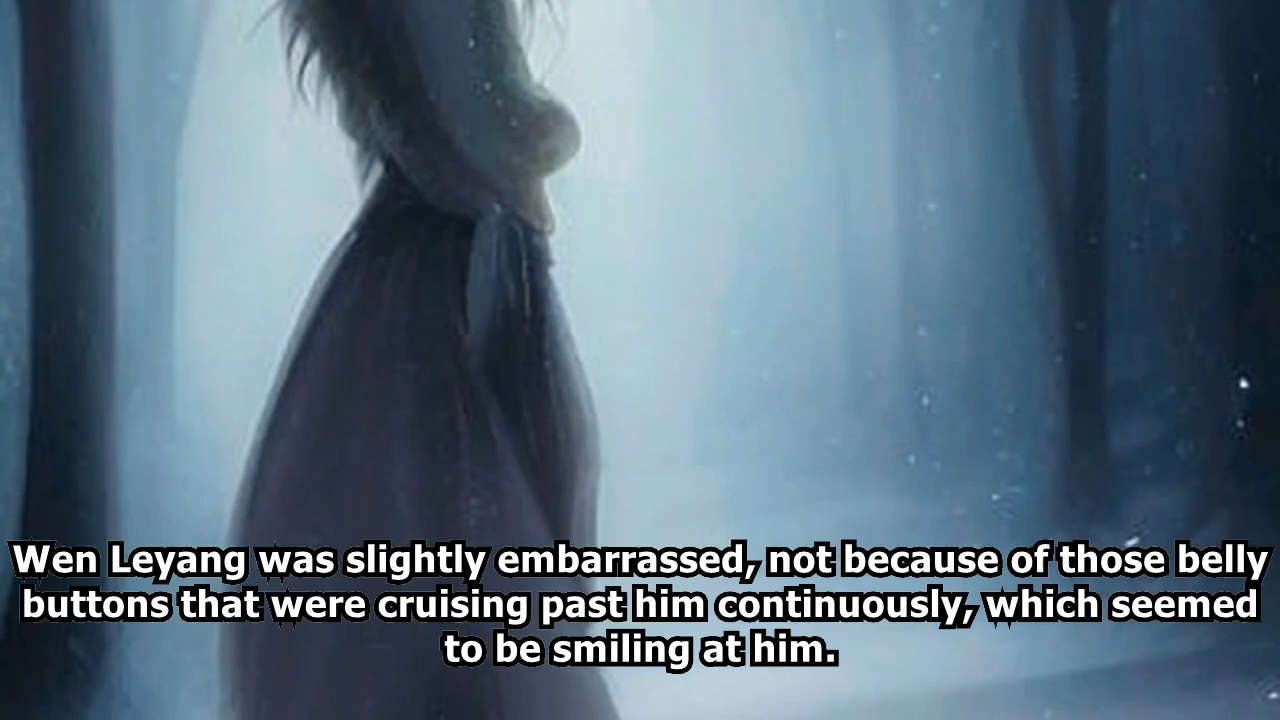 Wen Leyang was slightly embarrassed, not because of those belly
buttons that were cruising past him continuously, which seemed
to be smiling at him.